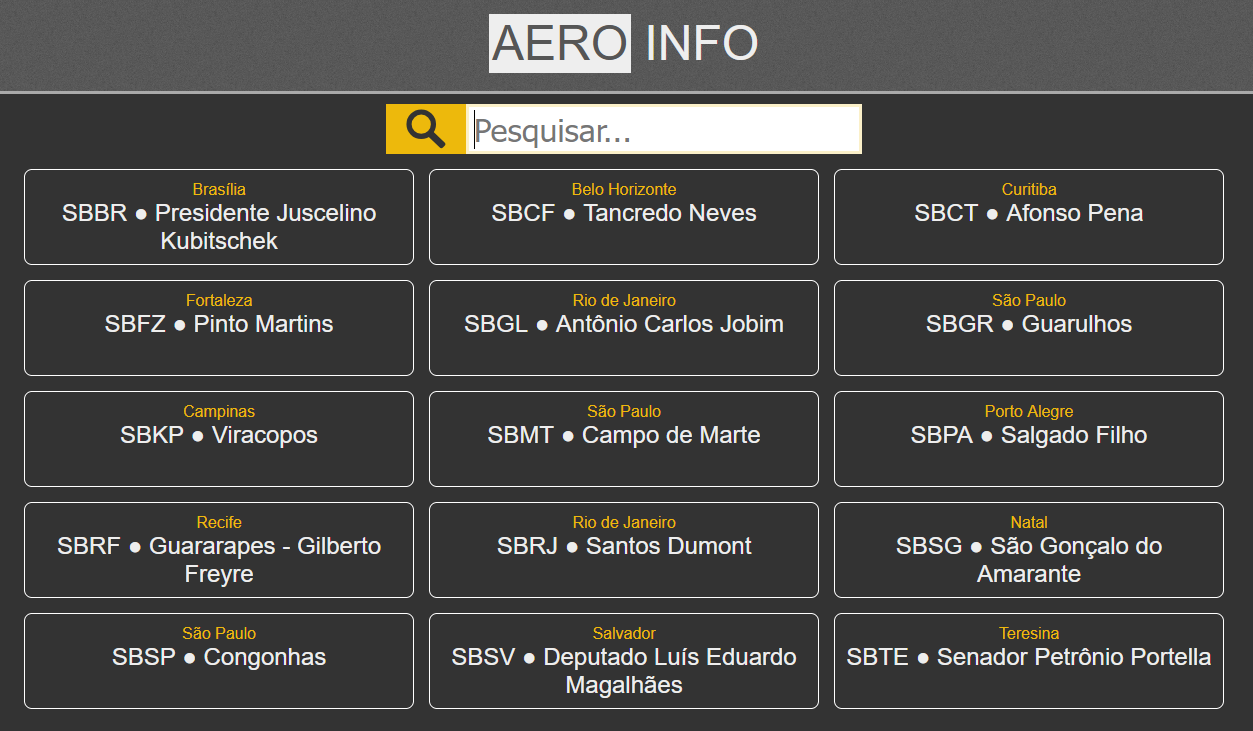 AERO INFO
Pesquisar...
Brasília
SBBR ● Presidente Juscelino
Kubitschek
Belo Horizonte
SBCF ● Tancredo Neves
Curitiba
SBCT ● Afonso Pena
Fortaleza
SBFZ ● Pinto Martins
Rio de Janeiro
SBGL ● Antônio Carlos Jobim
São Paulo
SBGR ● Guarulhos
Campinas
SBKP ● Viracopos
São Paulo
SBMT ● Campo de Marte
Porto Alegre
SBPA ● Salgado Filho
Recife
SBRF ● Guararapes - Gilberto
Freyre
Rio de Janeiro
SBRJ ● Santos Dumont
Natal
SBSG ● São Gonçalo do
Amarante
São Paulo
SBSP ● Congonhas
Salvador
SBSV ● Deputado Luís Eduardo
Magalhães
Teresina
SBTE ● Senador Petrônio Portella